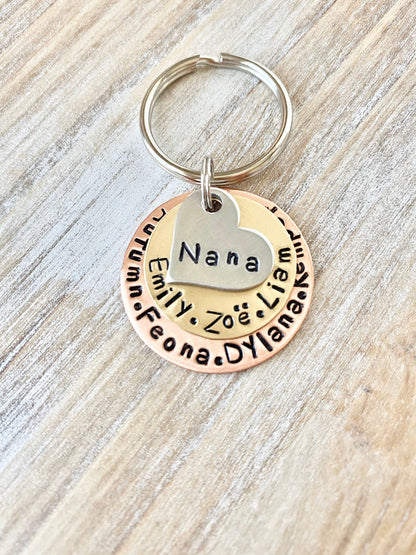 Nana
Emily. Zoë. Liam
Autumn. Feona. DYlana.